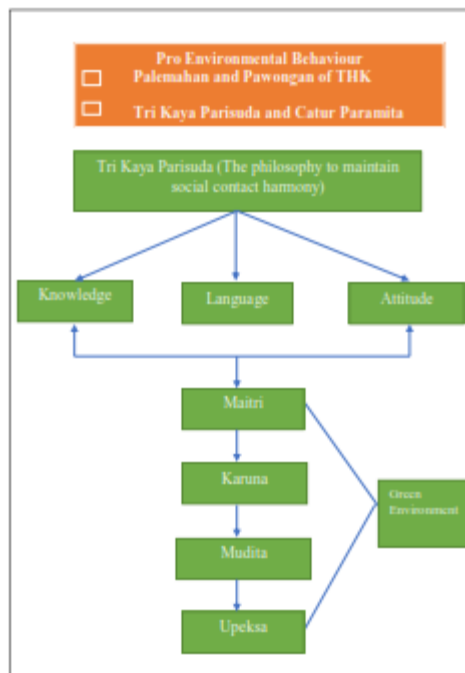 Pro Environmental Behaviour
Palemahan and Pawongan of THK
Tri Kaya Parisuda and Catur Paramita
Tri Kaya Parisuda (The philosophy to maintain
social contact harmony)
Knowledge
Language
Attitude
Maitri
Karuna
Green
Environment
Mudita
Upeksa